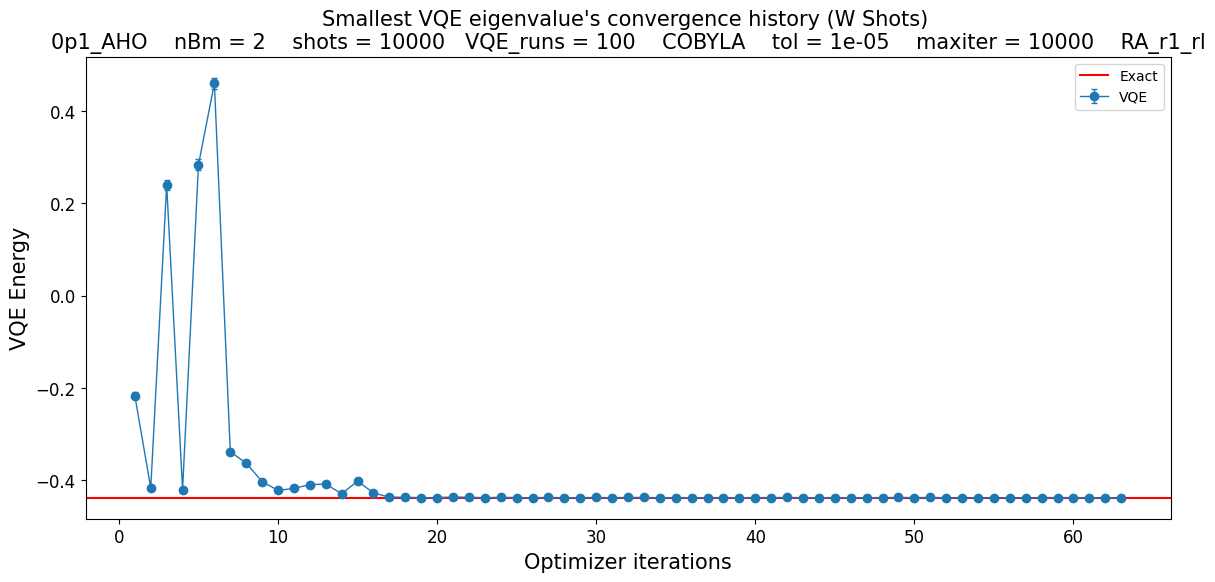 Smallest VQE eigenvalue's convergence history (W Shots)
0p1_AHO    nBm = 2    shots = 10000   VQE_runs = 100    COBYLA    tol = 1e-05    maxiter = 10000    RA_r1_rl
Exact
VQE
VQE Energy
0.4
0.2
0.0
−0.2
−0.4
0 10 20 30 40 50 60
Optimizer iterations